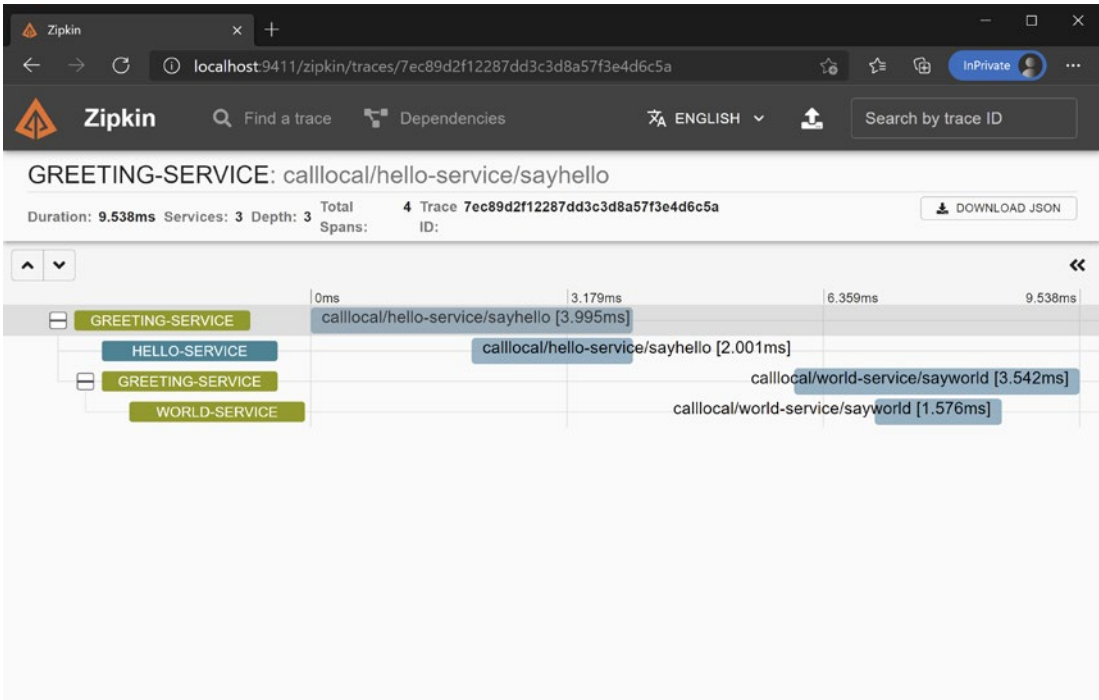 Zipkin
localhost:9411/zipkin/traces/7ec89d2f12287dd3c3d8a57f3e4d6c5a
InPrivate
Zipkin Find a trace Dependencies ENGLISH Search by trace ID
GREETING-SERVICE: calllocal/hello-service/sayhello
Duration: 9.538ms Services: 3 Depth: 3 Total Spans: 4 Trace ID: 7ec89d2f12287dd3c3d8a57f3e4d6c5a DOWNLOAD JSON
0ms 3.179ms 6.359ms 9.538ms
GREETING-SERVICE calllocal/hello-service/sayhello [3.995ms]
HELLO-SERVICE calllocal/hello-service/sayhello [2.001ms]
GREETING-SERVICE calllocal/world-service/sayworld [3.542ms]
WORLD-SERVICE calllocal/world-service/sayworld [1.576ms]